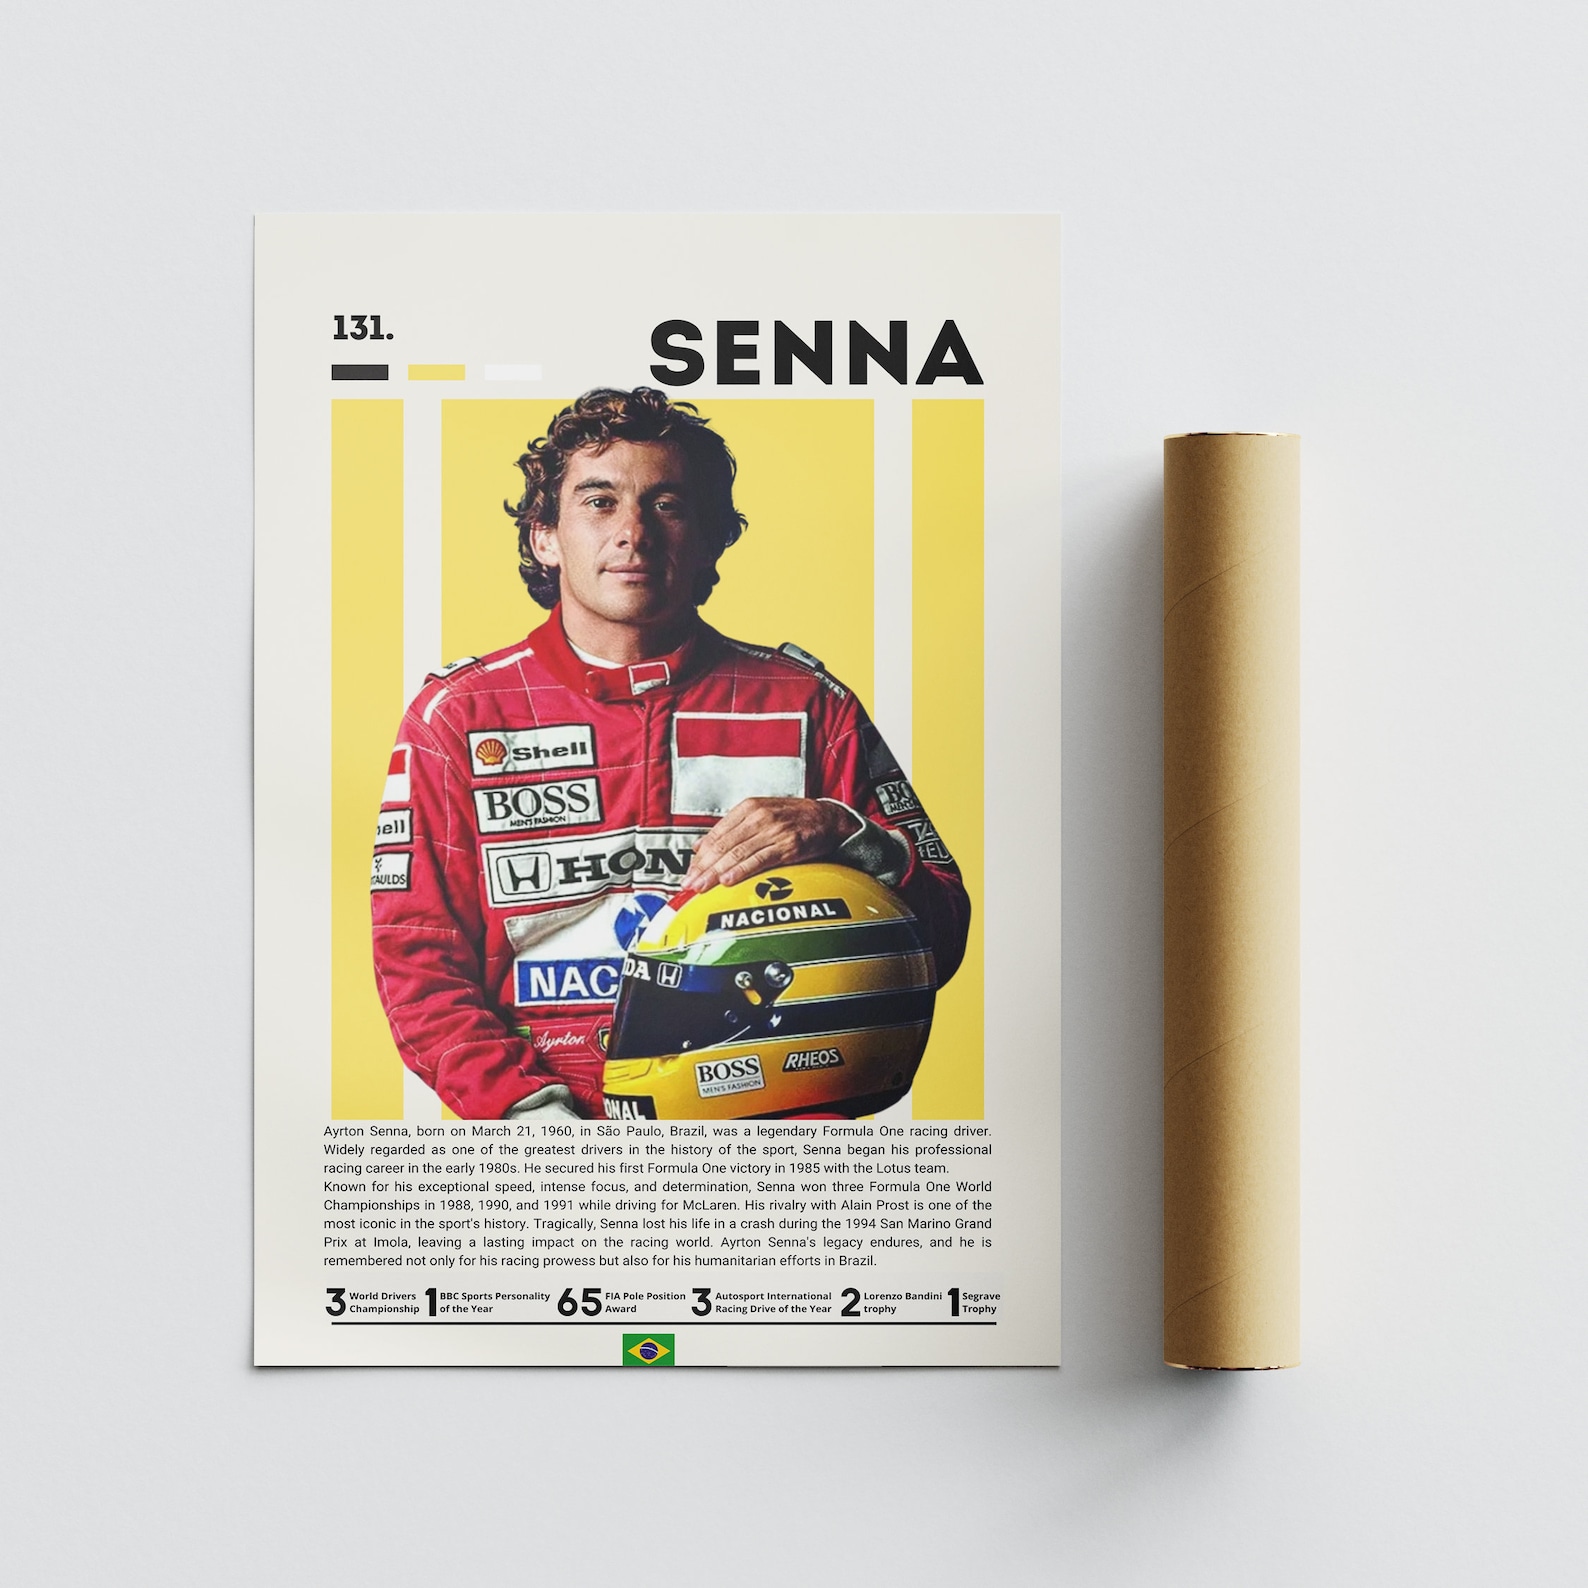 131.
SENNA
Shell
BOSS
MEN'S FASHION
HON
NAC
Ayrton
ell
TAULDS
BO
NACIONAL
DA
BOSS
MEN'S FASHION
RHEOS
ONAL
Ayrton Senna, born on March 21, 1960, in São Paulo, Brazil, was a legendary Formula One racing driver.
Widely regarded as one of the greatest drivers in the history of the sport, Senna began his professional
racing career in the early 1980s. He secured his first Formula One victory in 1985 with the Lotus team.
Known for his exceptional speed, intense focus, and determination, Senna won three Formula One World
Championships in 1988, 1990, and 1991 while driving for McLaren. His rivalry with Alain Prost is one of the
most iconic in the sport's history. Tragically, Senna lost his life in a crash during the 1994 San Marino Grand
Prix at Imola, leaving a lasting impact on the racing world. Ayrton Senna's legacy endures, and he is
remembered not only for his racing prowess but also for his humanitarian efforts in Brazil.
3 World Drivers Championship
1 BBC Sports Personality of the Year
65 FIA Pole Position Award
3 Autosport International Racing Drive of the Year
2 Lorenzo Bandini trophy
1 Segrave Trophy